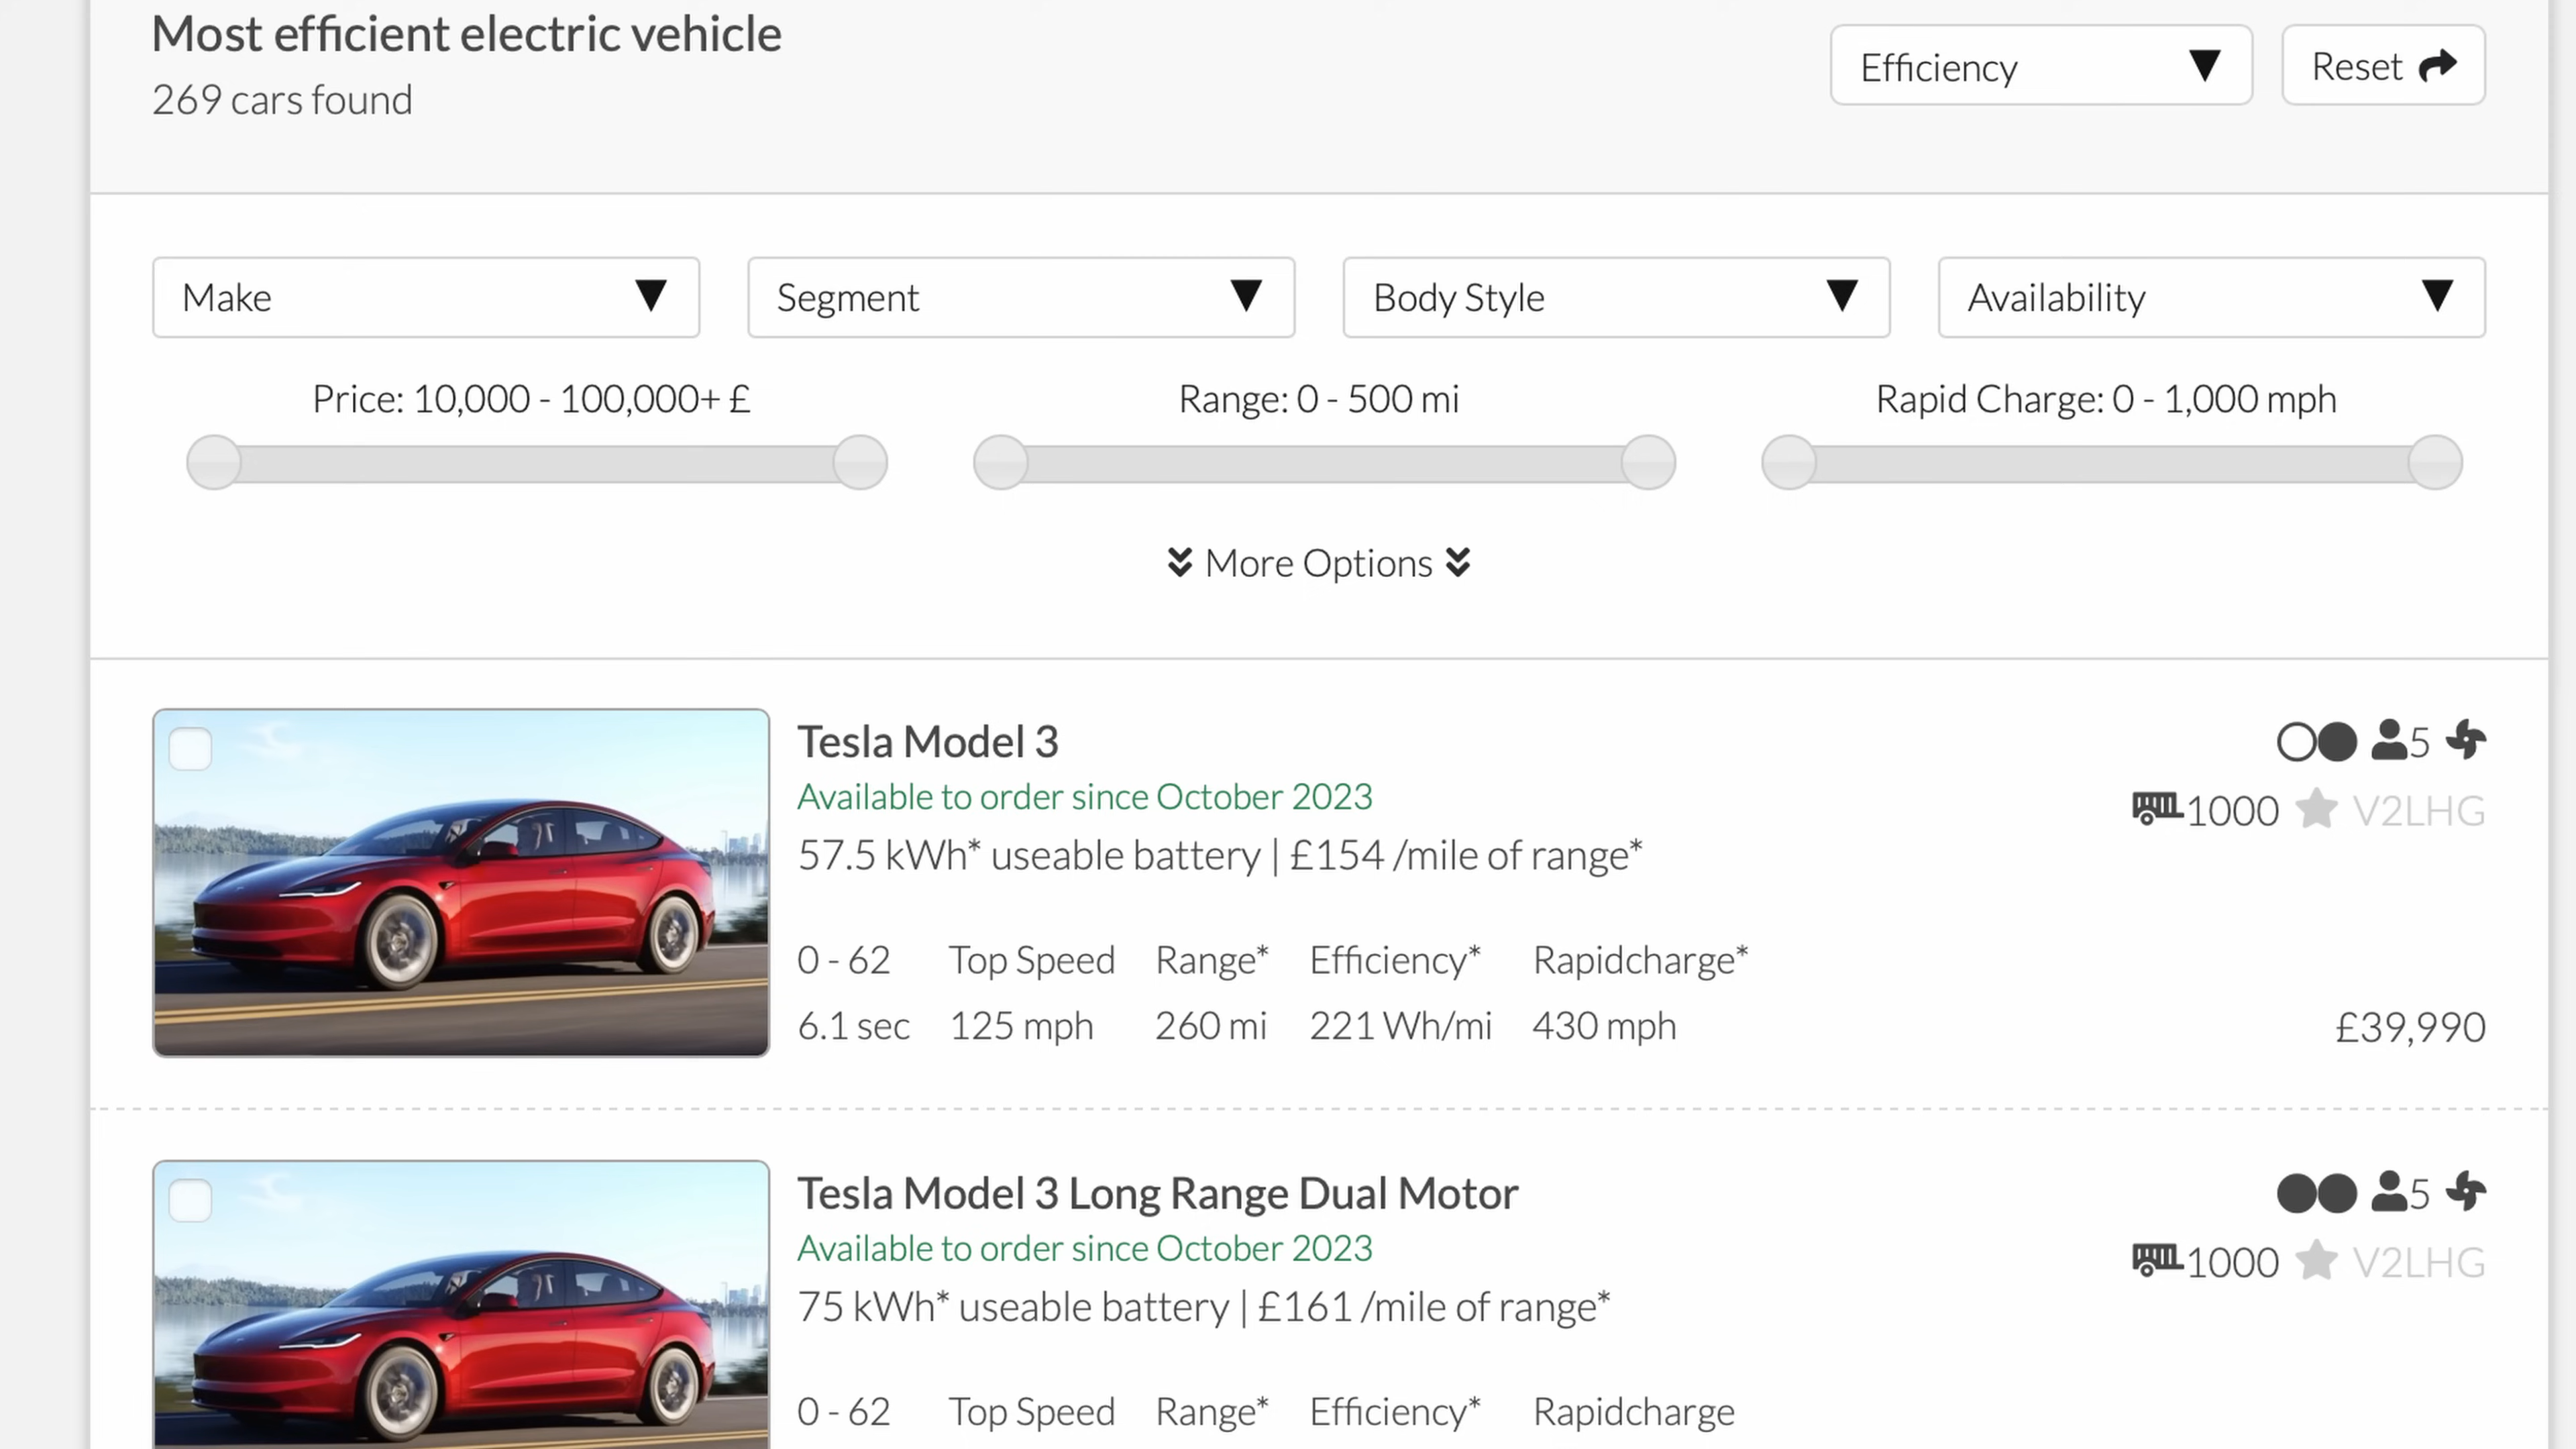 Most efficient electric vehicle
269 cars found
Efficiency
Reset
Make
Segment
Body Style
Availability
Price: 10,000 - 100,000+ £
Range: 0 - 500 mi
Rapid Charge: 0 - 1,000 mph
More Options
Tesla Model 3
5
Available to order since October 2023
1000 V2LHG
57.5 kWh* useable battery | £154 /mile of range*
0 - 62 Top Speed Range* Efficiency* Rapidcharge*
6.1 sec 125 mph 260 mi 221 Wh/mi 430 mph
£39,990
Tesla Model 3 Long Range Dual Motor
5
Available to order since October 2023
1000 V2LHG
75 kWh* useable battery | £161 /mile of range*
0 - 62 Top Speed Range* Efficiency* Rapidcharge